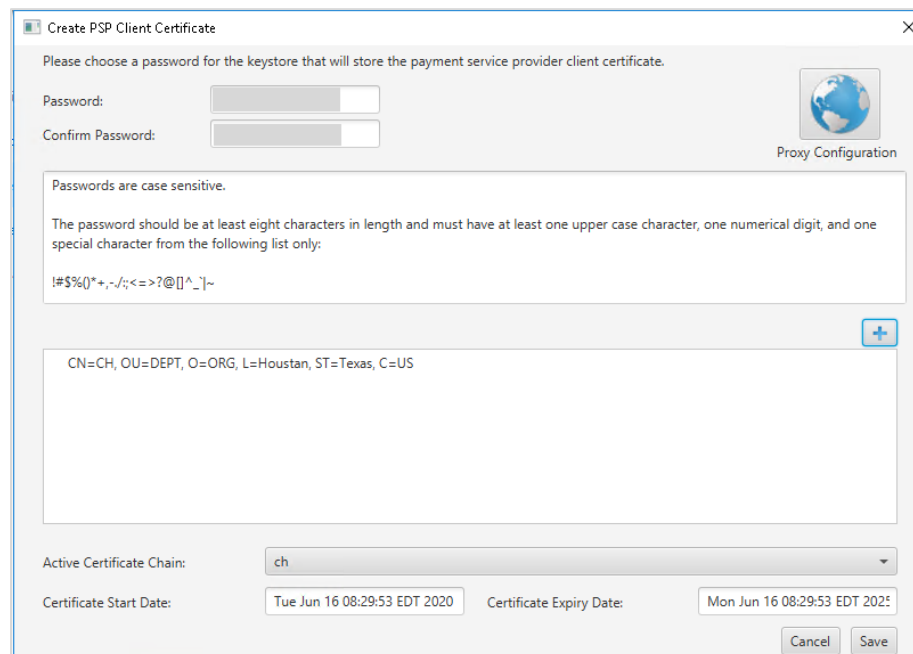 Create PSP Client Certificate
Please choose a password for the keystore that will store the payment service provider client certificate.
Password:
Confirm Password:
Proxy Configuration
Passwords are case sensitive.
The password should be at least eight characters in length and must have at least one upper case character, one numerical digit, and one
special character from the following list only:
!#$%()*+,-./:;<=>?@[]^_`|~
CN=CH, OU=DEPT, O=ORG, L=Houstan, ST=Texas, C=US
Active Certificate Chain: ch
Certificate Start Date: Tue Jun 16 08:29:53 EDT 2020 Certificate Expiry Date: Mon Jun 16 08:29:53 EDT 2025
Cancel Save